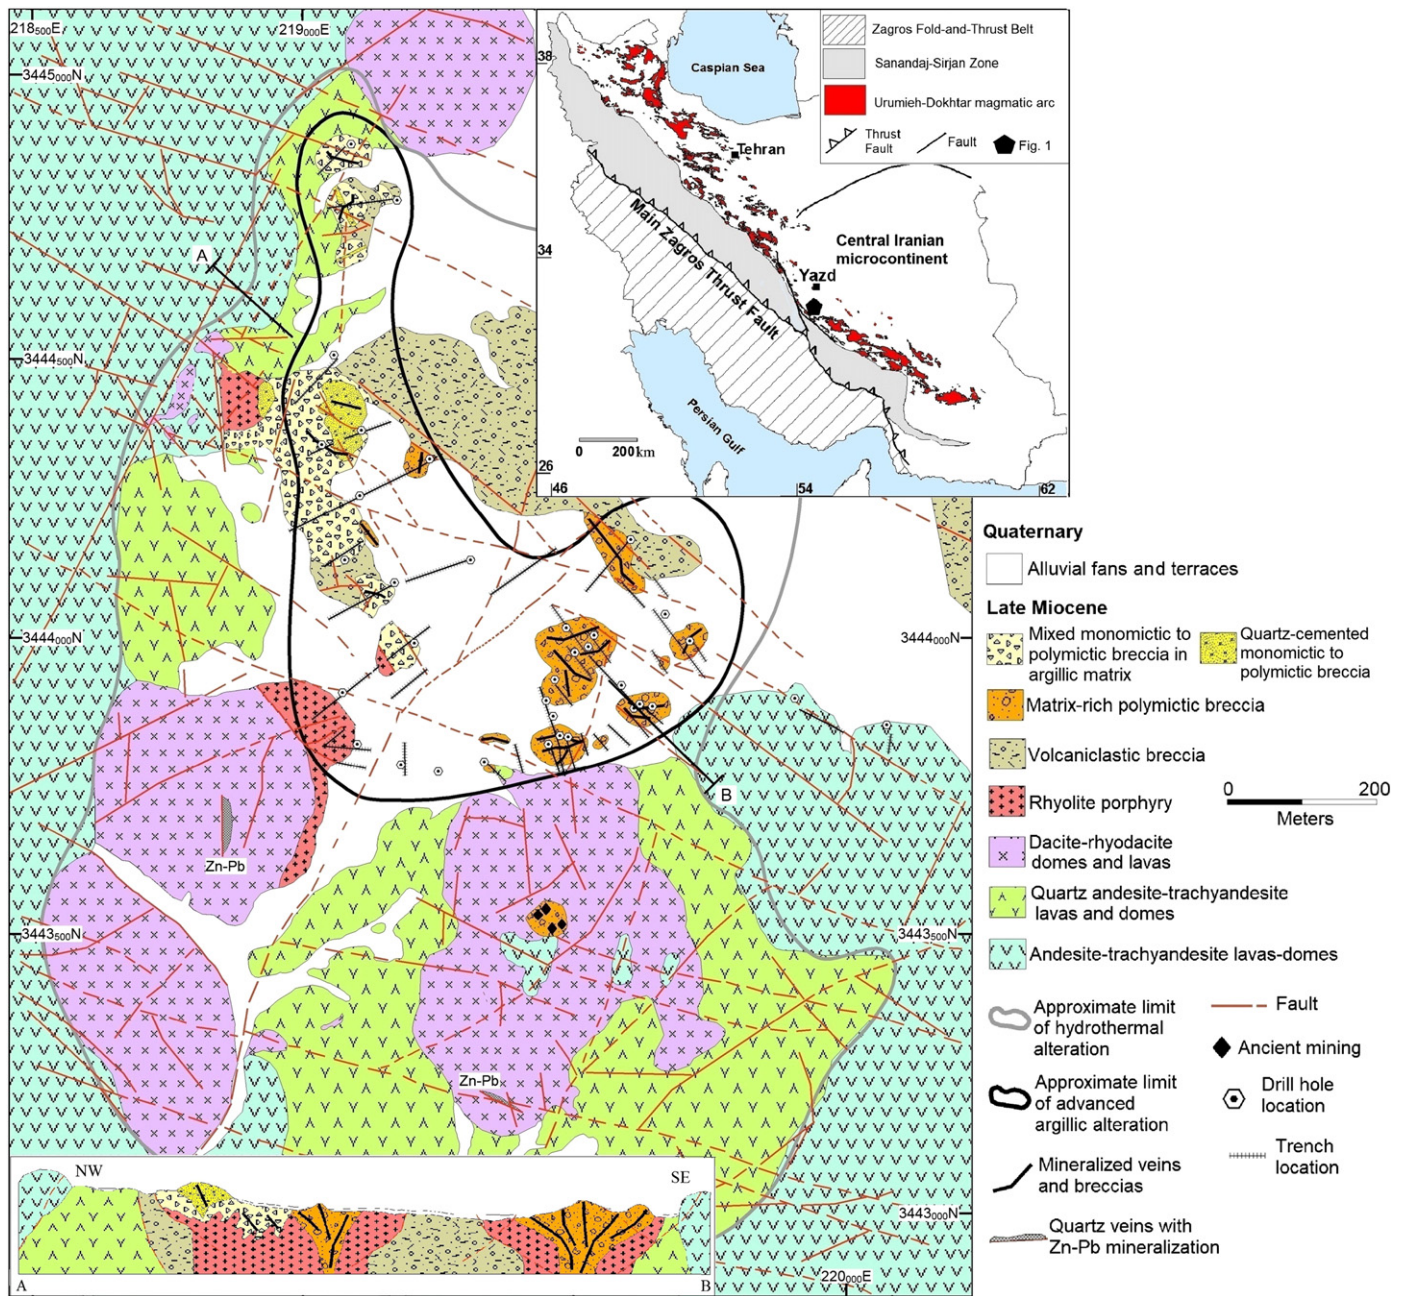 218500E
219000E
3445000N
3444500N
3444000N
3443500N
A
B
Zn-Pb
Zn-Pb
3444000N
3443500N
3443000N
220000E
NW
SE
A
B
Zagros Fold-and-Thrust Belt
Sanandaj-Sirjan Zone
Urumieh-Dokhtar magmatic arc
Thrust
Fault
Fault
Fig. 1
38
34
26
46
54
62
Caspian Sea
Tehran
Central Iranian
microcontinent
Yazd
Main Zagros Thrust Fault
Persian Gulf
0
200km
Quaternary
Alluvial fans and terraces
Late Miocene
Mixed monomictic to
polymictic breccia in
argillic matrix
Quartz-cemented
monomictic to
polymictic breccia
Matrix-rich polymictic breccia
Volcaniclastic breccia
Rhyolite porphyry
0
200
Meters
Dacite-rhyodacite
domes and lavas
Quartz andesite-trachyandesite
lavas and domes
Andesite-trachyandesite lavas-domes
Approximate limit
of hydrothermal
alteration
Fault
Ancient mining
Approximate limit
of advanced
argillic alteration
Drill hole
location
Mineralized veins
and breccias
Trench
location
Quartz veins with
Zn-Pb mineralization